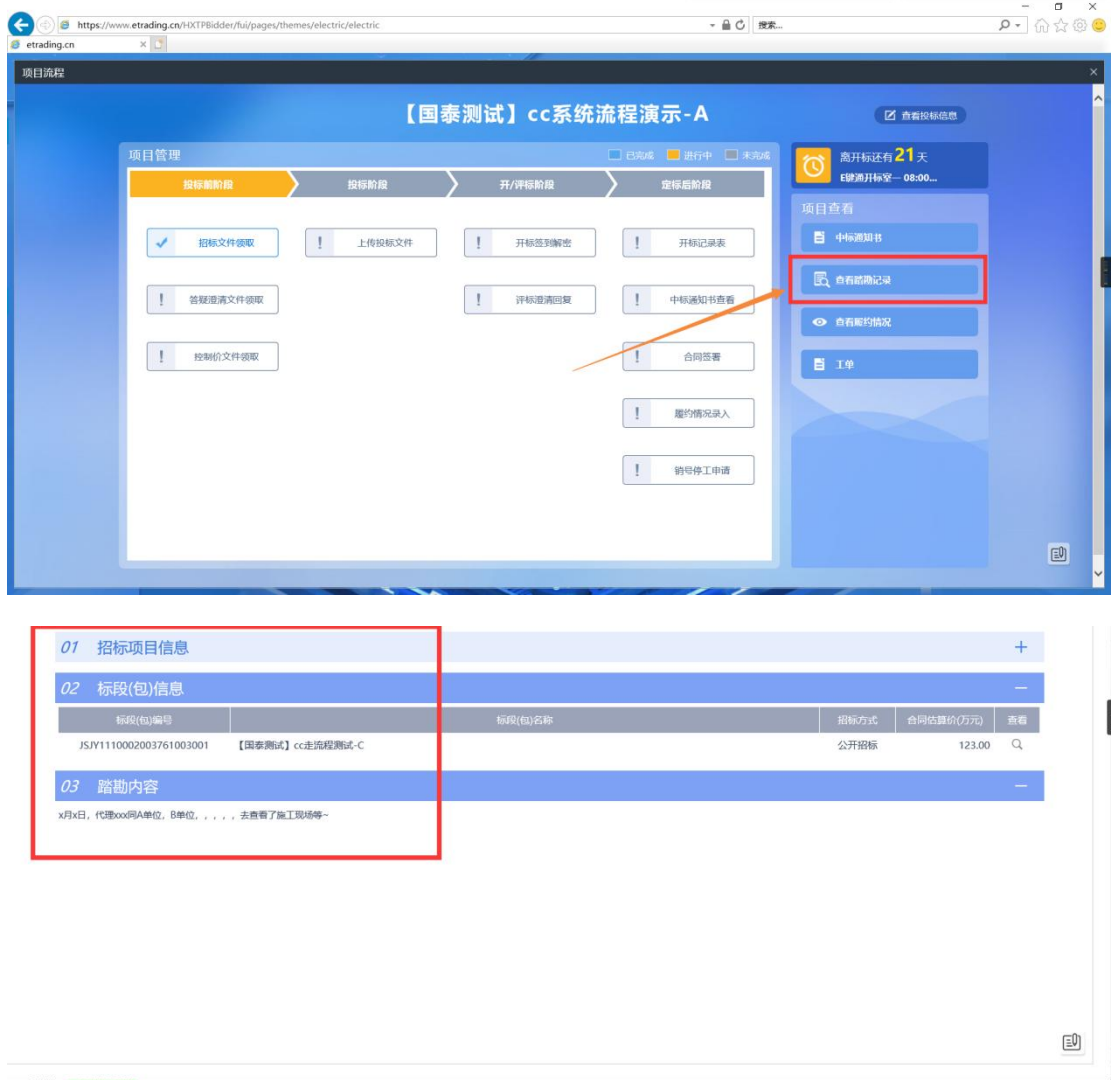 https://www.etrading.cn/HXTPBidder/fui/pages/themes/electric/electric
搜索...
etrading.cn
项目流程
【国泰测试】cc系统流程演示-A
查看投标信息
项目管理
已完成 进行中 未完成
离开标还有21天
E键通开标室— 08:00...
投标前阶段 投标阶段 开/评标阶段 定标后阶段
项目查看
招标文件领取 上传投标文件 开标签到解密 开标记录表
中标通知书
查看踏勘记录
答疑澄清文件领取 评标澄清回复 中标通知书查看
查看履约情况
控制价文件领取 合同签署
工单
履约情况录入
销号停工申请
01 招标项目信息
02 标段(包)信息
标段(包)编号 标段(包)名称 招标方式 合同估算价(万元) 查看
JSJY1110002003761003001 【国泰测试】cc走流程测试-C 公开招标 123.00
03 踏勘内容
x月x日，代理xxx同A单位，B单位，，，，，去查看了施工现场等~